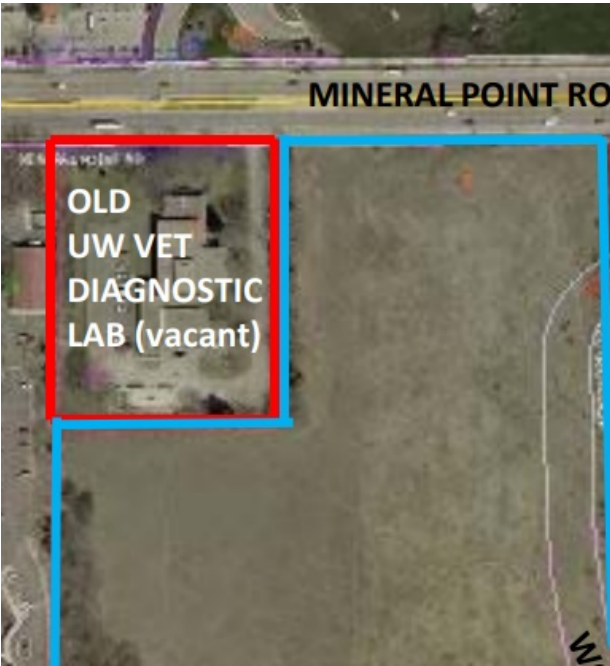 MINERAL POINT RO
OLD
UW VET
DIAGNOSTIC
LAB (vacant)
W